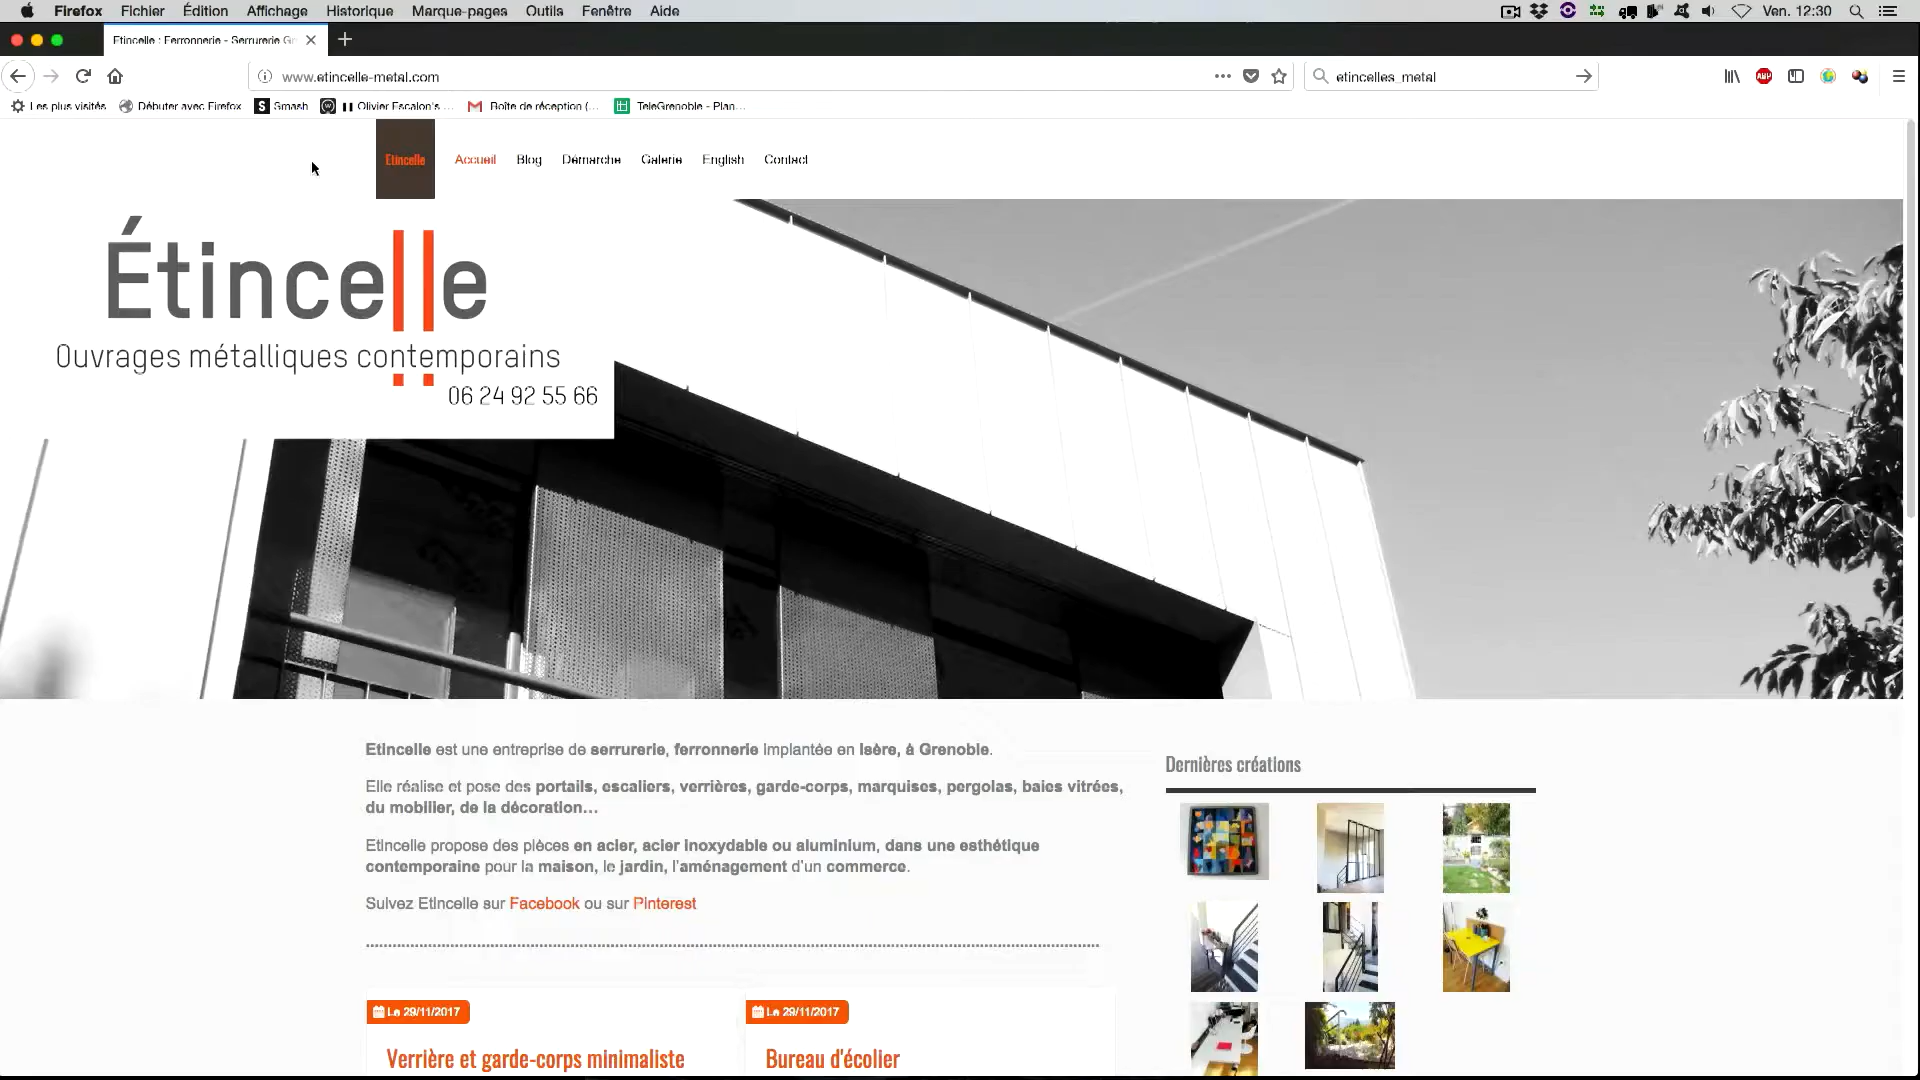 Firefox Fichier Édition Affichage Historique Marque-pages Outils Fenêtre Aide
Ven. 12:30
Etincelle : Ferronnerie - Serrurerie Gr
www.etincelle-metal.com
etincelles metal
Les plus visités Débuter avec Firefox Smash Olivier Escalon's ... Boîte de réception (... TeleGrenoble - Plan...
Etincelle Accueil Blog Démarche Galerie English Contact
Étincelle
Ouvrages métalliques contemporains
06 24 92 55 66
Etincelle est une entreprise de serrurerie, ferronnerie implantée en Isère, à Grenoble.
Elle réalise et pose des portails, escaliers, verrières, garde-corps, marquises, pergolas, baies vitrées,
du mobilier, de la décoration...
Etincelle propose des pièces en acier, acier inoxydable ou aluminium, dans une esthétique
contemporaine pour la maison, le jardin, l'aménagement d'un commerce.
Suivez Etincelle sur Facebook ou sur Pinterest
Dernières créations
Le 29/11/2017
Verrière et garde-corps minimaliste
Le 29/11/2017
Bureau d'écolier